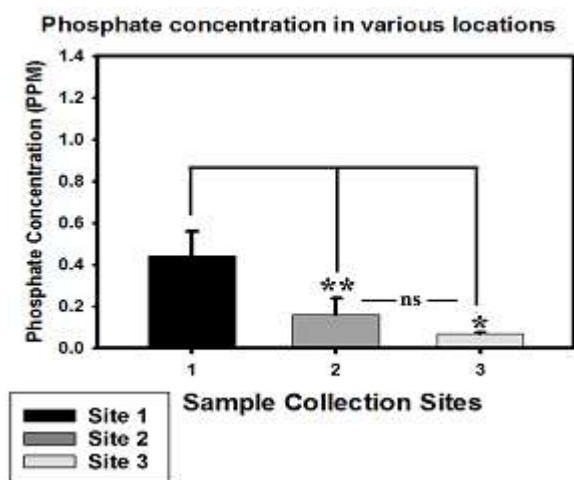 Phosphate concentration in various locations
Phosphate Concentration (PPM)
1.4
1.2
1.0
0.8
0.6
0.4
0.2
0.0
**
ns
*
1 2 3
Sample Collection Sites
Site 1
Site 2
Site 3